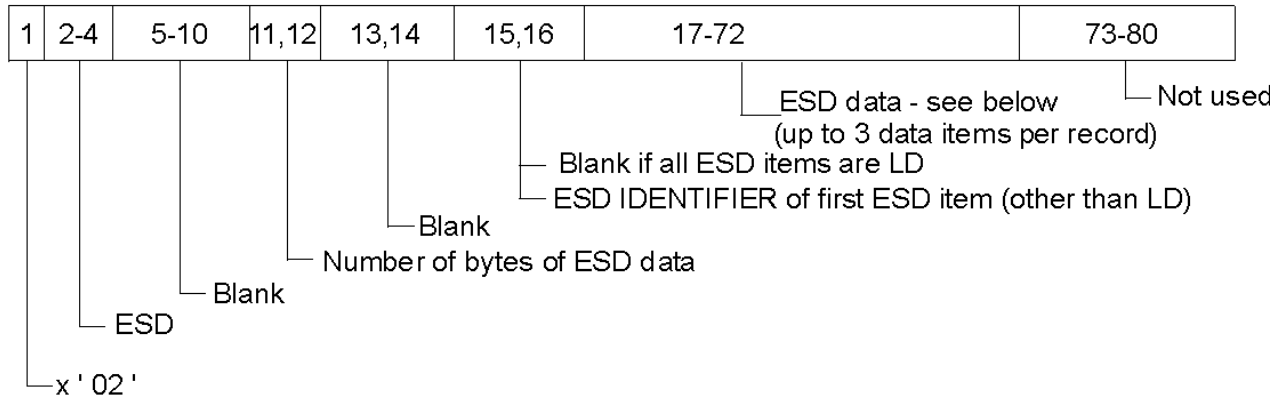 1 2-4 5-10 11,12 13,14 15,16 17-72 73-80
ESD data - see below
Not used
(up to 3 data items per record)
Blank if all ESD items are LD
ESD IDENTIFIER of first ESD item (other than LD)
Blank
Number of bytes of ESD data
Blank
ESD
x ' 02 '